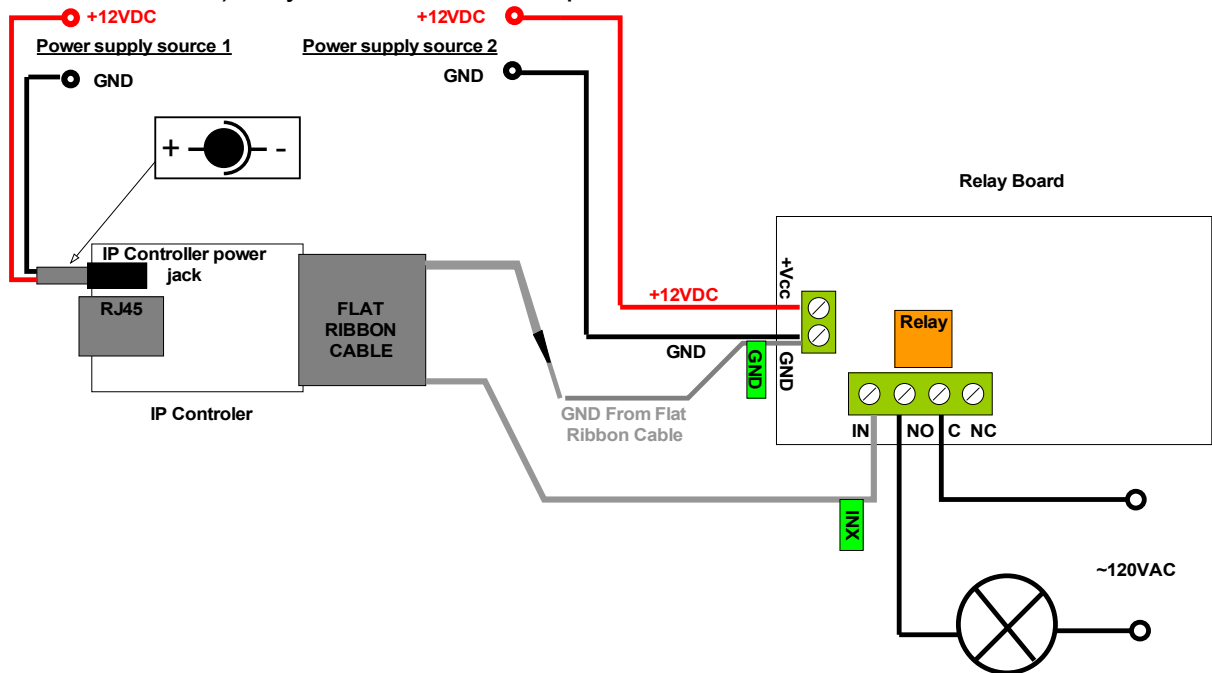 +12VDC
+12VDC
Power supply source 1
Power supply source 2
GND
GND
+ -
Relay Board
IP Controller power
jack
RJ45
FLAT
RIBBON
CABLE
+Vcc
+12VDC
Relay
GND
GND
GND
IP Controler
GND From Flat
Ribbon Cable
IN NO C NC
INX
~120VAC